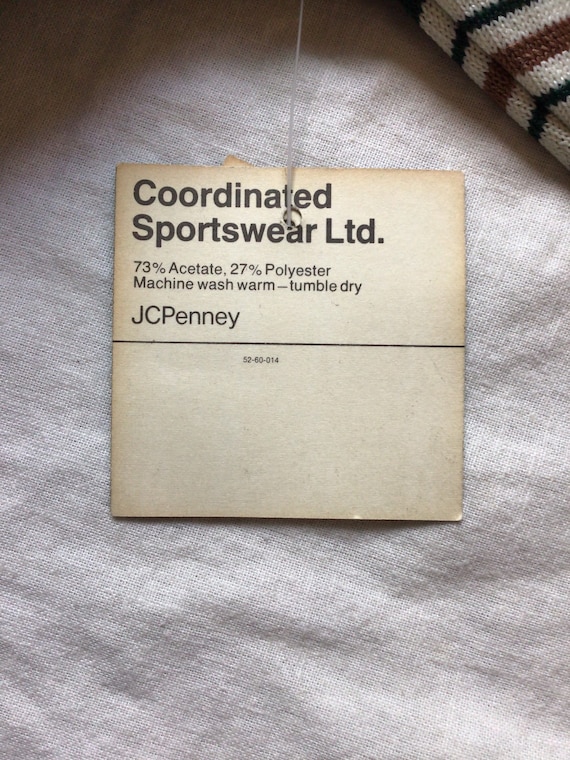 Coordinated
Sportswear Ltd.
73% Acetate, 27% Polyester
Machine wash warm—tumble dry
JCPenney
52-60-014